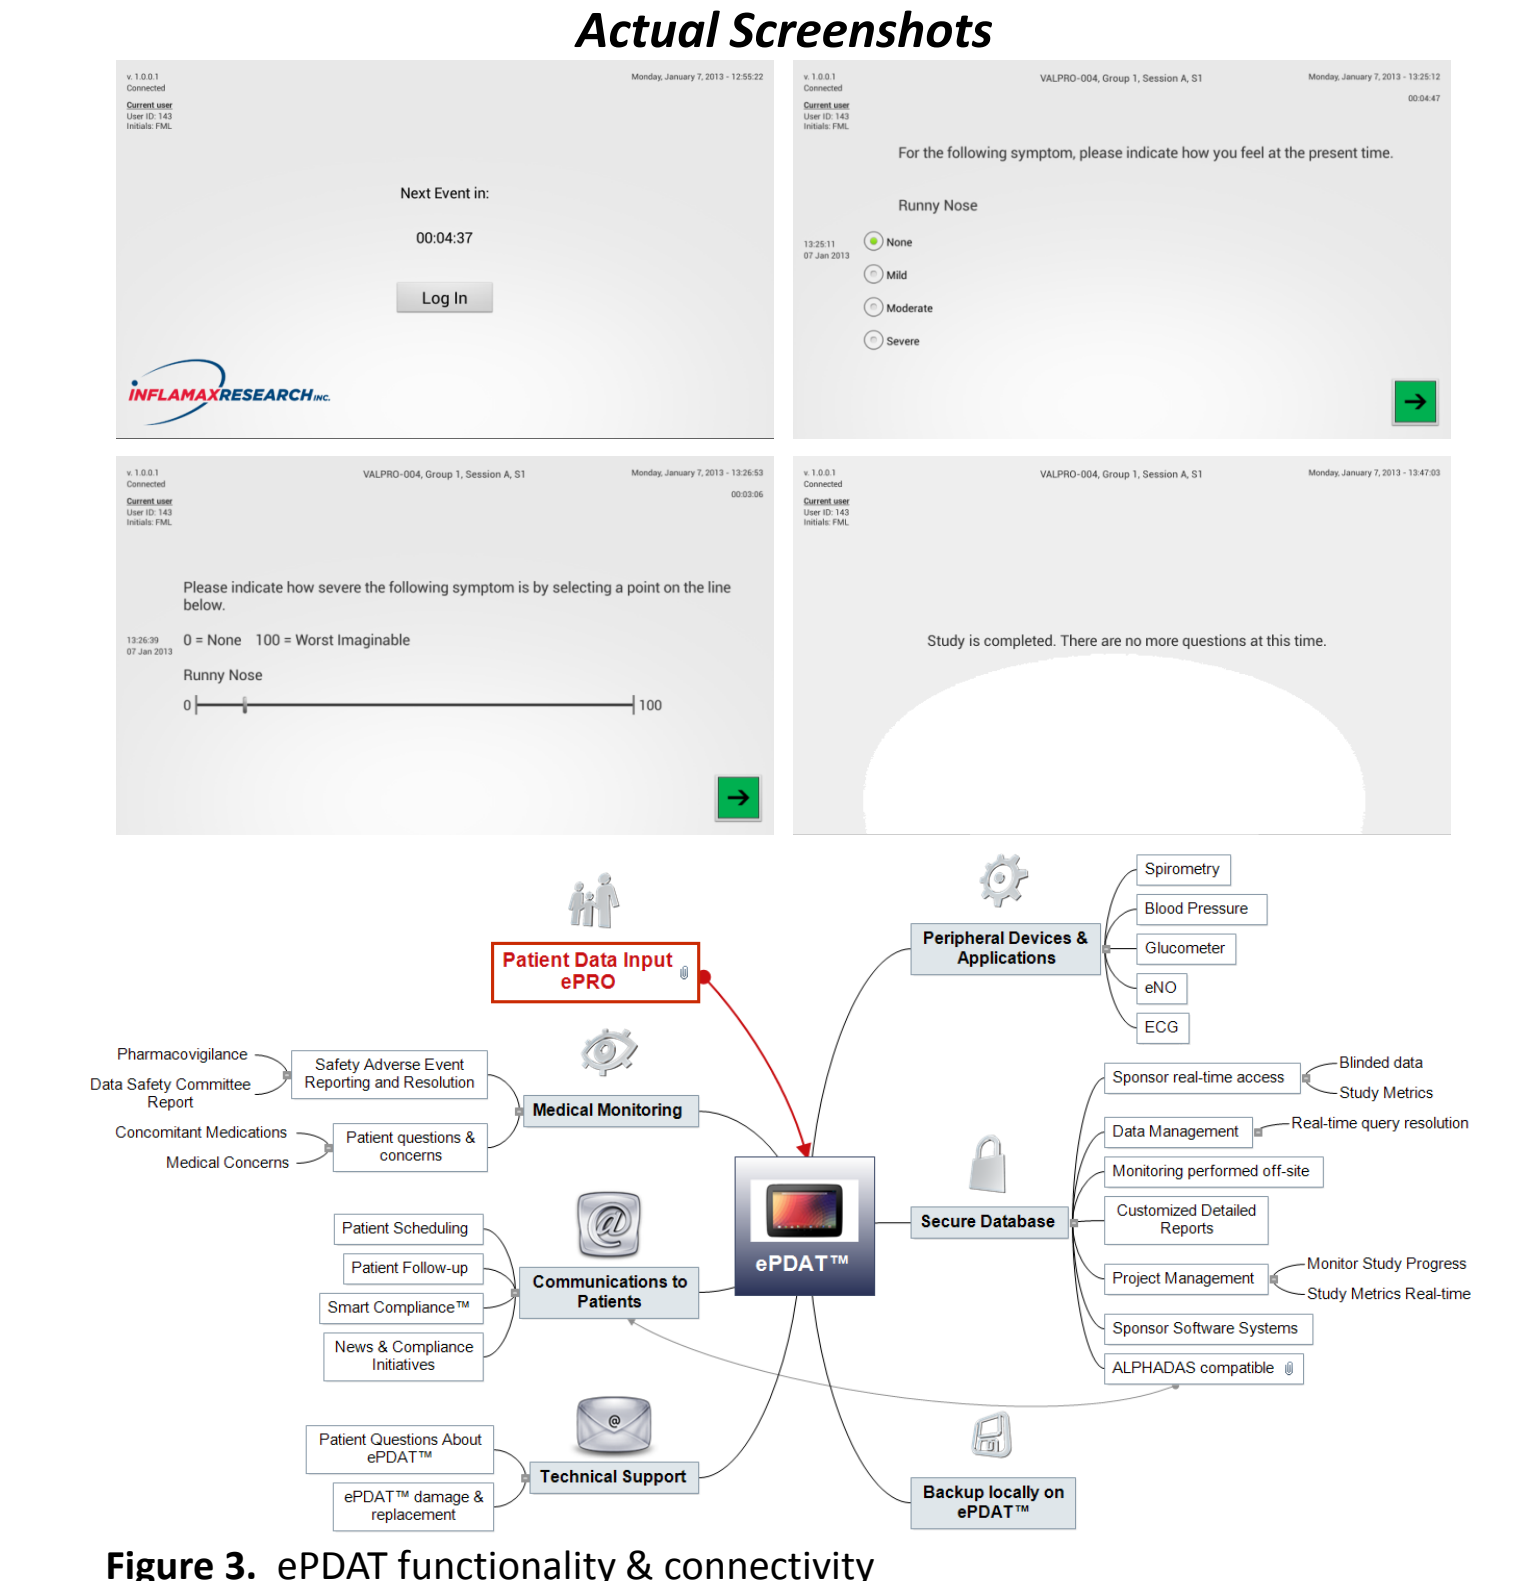 Actual Screenshots
v. 1.0.0.1
Connected
Current user
User ID: 143
Initials: FML
Monday, January 7, 2013 - 12:55:22
Next Event in:
00:04:37
Log In
INFLAMAXRESEARCH INC.
v. 1.0.0.1
Connected
Current user
User ID: 143
Initials: FML
VALPRO-004, Group 1, Session A, S1
Monday, January 7, 2013 - 13:25:12
00:04:47
For the following symptom, please indicate how you feel at the present time.
Runny Nose
13:25:11
07 Jan 2013
None
Mild
Moderate
Severe
v. 1.0.0.1
Connected
Current user
User ID: 143
Initials: FML
VALPRO-004, Group 1, Session A, S1
Monday, January 7, 2013 - 13:26:53
00:03:06
Please indicate how severe the following symptom is by selecting a point on the line
below.
13:26:39
07 Jan 2013
0 = None 100 = Worst Imaginable
Runny Nose
0 100
v. 1.0.0.1
Connected
Current user
User ID: 143
Initials: FML
VALPRO-004, Group 1, Session A, S1
Monday, January 7, 2013 - 13:47:03
Study is completed. There are no more questions at this time.
Patient Data Input
ePRO
Peripheral Devices &
Applications
Spirometry
Blood Pressure
Glucometer
eNO
ECG
Pharmacovigilance
Data Safety Committee
Report
Safety Adverse Event
Reporting and Resolution
Concomitant Medications
Medical Concerns
Patient questions &
concerns
Medical Monitoring
ePDAT™
Secure Database
Sponsor real-time access
Blinded data
Study Metrics
Data Management
Real-time query resolution
Monitoring performed off-site
Customized Detailed
Reports
Project Management
Monitor Study Progress
Study Metrics Real-time
Sponsor Software Systems
ALPHADAS compatible
Patient Scheduling
Patient Follow-up
Smart Compliance™
News & Compliance
Initiatives
@
Communications to
Patients
Patient Questions About
ePDAT™
ePDAT™ damage &
replacement
@
Technical Support
Backup locally on
ePDAT™
Figure 3. ePDAT functionality & connectivity